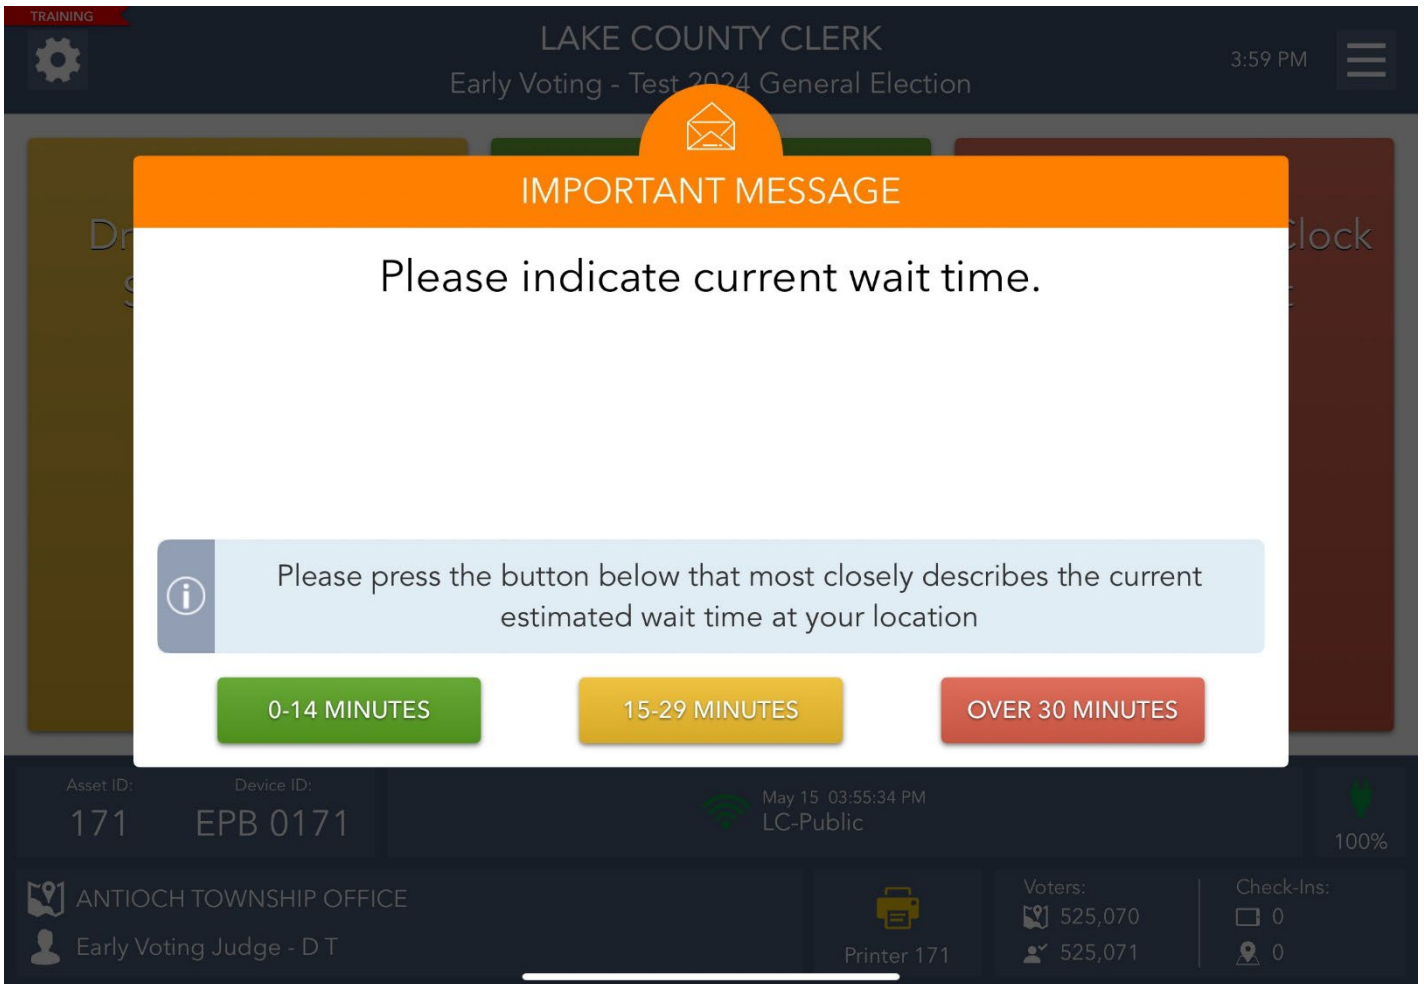 TRAINING
LAKE COUNTY CLERK
Early Voting - Test 2024 General Election
3:59 PM
IMPORTANT MESSAGE
Please indicate current wait time.
Please press the button below that most closely describes the current
estimated wait time at your location
0-14 MINUTES
15-29 MINUTES
OVER 30 MINUTES
Asset ID:
171
Device ID:
EPB 0171
May 15 03:55:34 PM
LC-Public
100%
ANTIOCH TOWNSHIP OFFICE
Early Voting Judge - D T
Printer 171
Voters:
525,070
525,071
Check-Ins:
0
0